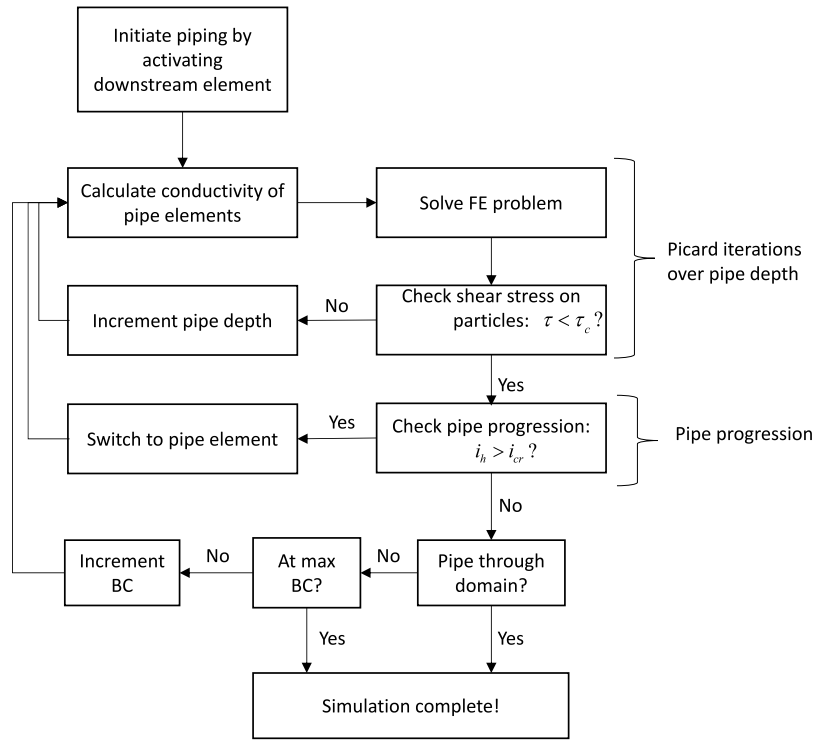 Initiate piping by
activating
downstream element
Calculate conductivity of
pipe elements
Solve FE problem
Picard iterations
over pipe depth
Increment pipe depth
No
Check shear stress on
particles: τ < τc ?
Yes
Switch to pipe element
Yes
Check pipe progression:
ih > icr ?
Pipe progression
No
Increment
BC
No
At max
BC?
No
Pipe through
domain?
Yes
Yes
Simulation complete!